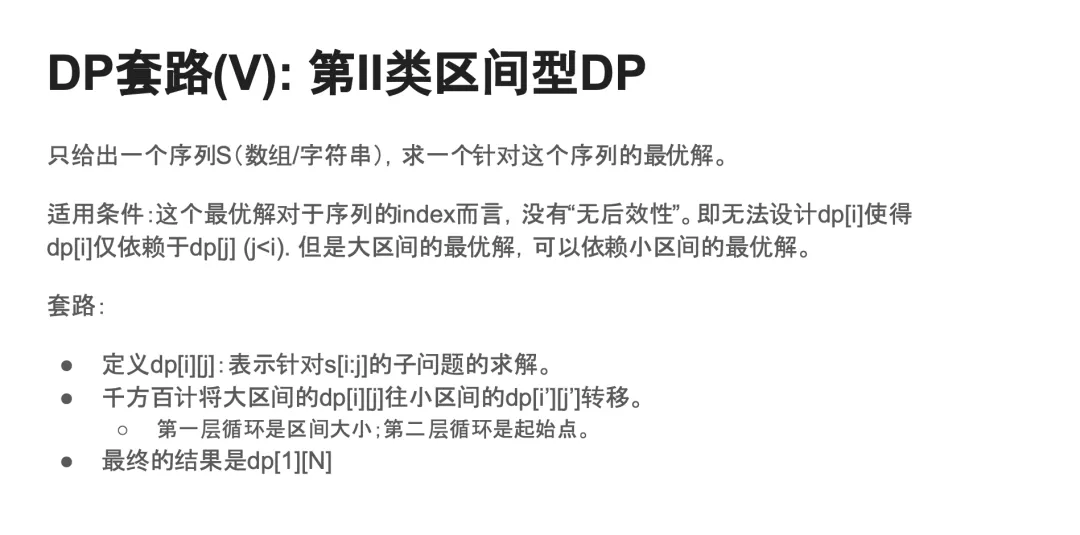 DP套路(V): 第II类区间型DP
只给出一个序列S（数组/字符串），求一个针对这个序列的最优解。
适用条件：这个最优解对于序列的index而言，没有“无后效性”。即无法设计dp[i]使得
dp[i]仅依赖于dp[j] (j<i). 但是大区间的最优解，可以依赖小区间的最优解。
套路：
● 定义dp[i][j]：表示针对s[i:j]的子问题的求解。
● 千方百计将大区间的dp[i][j]往小区间的dp[i’][j’]转移。
○ 第一层循环是区间大小；第二层循环是起始点。
● 最终的结果是dp[1][N]